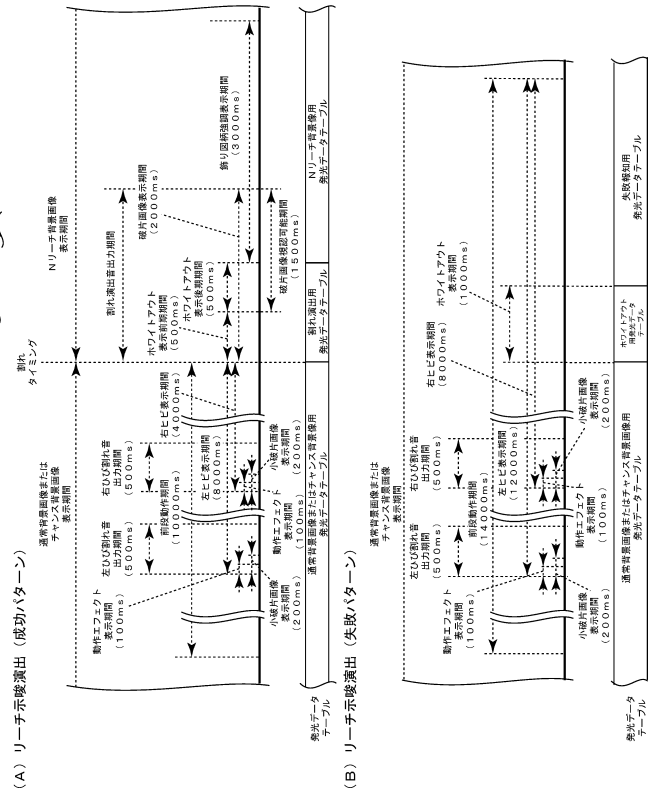 （A）リーチ示唆演出（成功パターン）
通常背景画像または
チャンス背景画像
表示期間
割れ
タイミング
Nリーチ背景画像
表示期間
動作エフェクト
表示期間
（100ms）
左ひび割れ音
出力期間
（500ms）
右ひび割れ音
出力期間
（500ms）
前段動作期間
（10000ms）
左ヒビ表示期間
（8000ms）
右ヒビ表示期間
（4000ms）
割れ演出音出力期間
ホワイトアウト
表示前期期間
（500ms）
ホワイトアウト
表示後期期間
（500ms）
破片画像表示期間
（2000ms）
飾り図柄強調表示期間
（3000ms）
小破片画像
表示期間
（200ms）
動作エフェクト
表示期間
（100ms）
小破片画像
表示期間
（200ms）
破片画像視認可能期間
（1500ms）
発光データ
テーブル
通常背景画像またはチャンス背景像用
発光データテーブル
割れ演出用
発光データテーブル
Nリーチ背景像用
発光データテーブル
（B）リーチ示唆演出（失敗パターン）
通常背景画像または
チャンス背景画像
表示期間
動作エフェクト
表示期間
（100ms）
左ひび割れ音
出力期間
（500ms）
右ひび割れ音
出力期間
（500ms）
前段動作期間
（14000ms）
左ヒビ表示期間
（12000ms）
右ヒビ表示期間
（8000ms）
ホワイトアウト
表示期間
（1000ms）
小破片画像
表示期間
（200ms）
動作エフェクト
表示期間
（100ms）
小破片画像
表示期間
（200ms）
発光データ
テーブル
通常背景画像またはチャンス背景画像用
発光データテーブル
ホワイトアウト
用発光データ
テーブル
失敗報知用
発光データテーブル